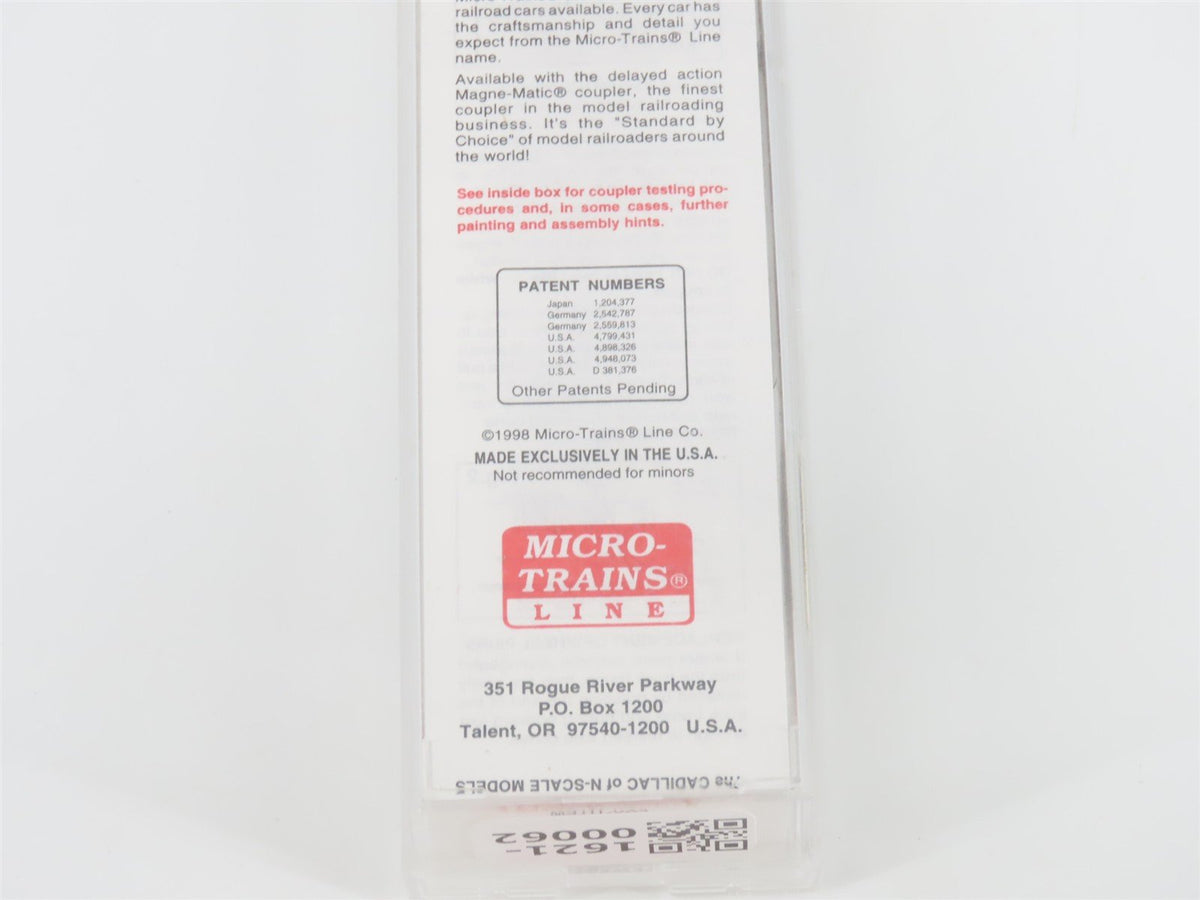 railroad cars available. Every car has
the craftsmanship and detail you
expect from the Micro-Trains® Line
name.
Available with the delayed action
Magne-Matic® coupler, the finest
coupler in the model railroading
business. It's the "Standard by
Choice" of model railroaders around
the world!
See inside box for coupler testing pro-
cedures and, in some cases, further
painting and assembly hints.
PATENT NUMBERS
Japan 1,204,377
Germany 2,542,787
Germany 2,559,813
U.S.A. 4,799,431
U.S.A. 4,898,326
U.S.A. 4,948,073
U.S.A. D 381,376
Other Patents Pending
©1998 Micro-Trains® Line Co.
MADE EXCLUSIVELY IN THE U.S.A.
Not recommended for minors
MICRO-
TRAINS®
LINE
351 Rogue River Parkway
P.O. Box 1200
Talent, OR 97540-1200 U.S.A.
The CADILLAC of N-SCALE MODELS
1621-
00062